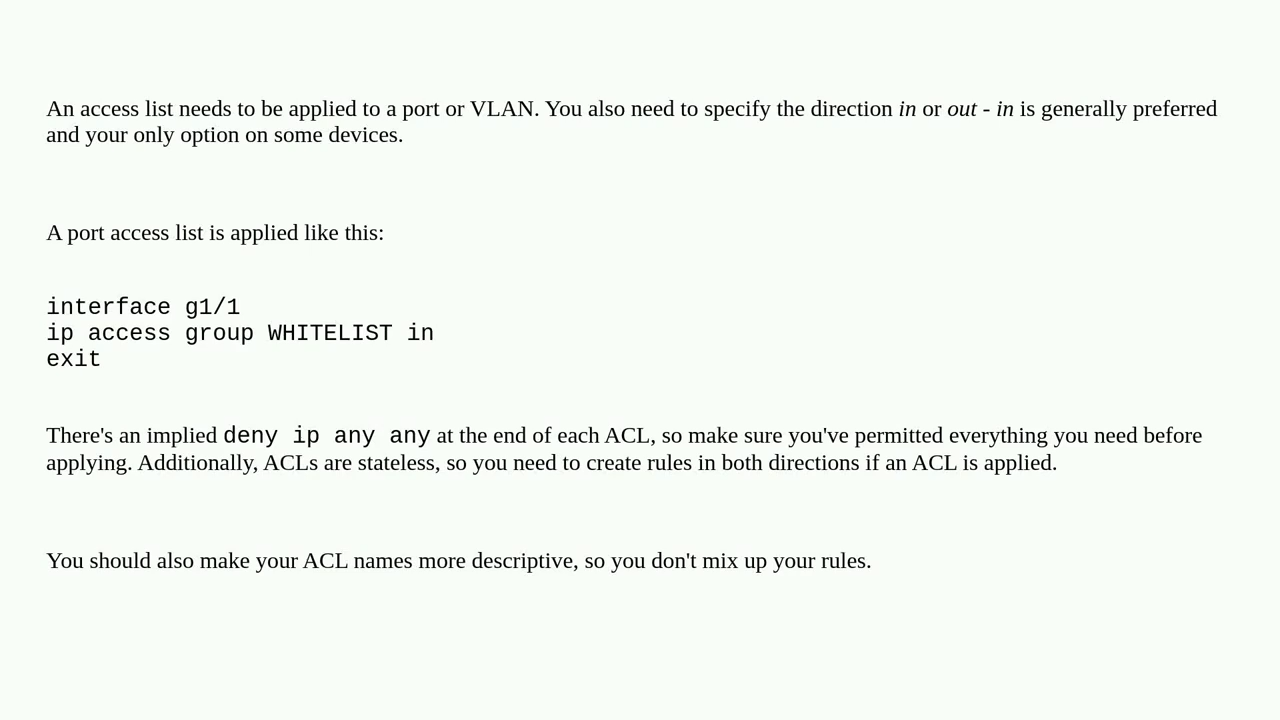 An access list needs to be applied to a port or VLAN. You also need to specify the direction in or out - in is generally preferred
and your only option on some devices.
A port access list is applied like this:
interface g1/1
ip access group WHITELIST in
exit
There's an implied deny ip any any at the end of each ACL, so make sure you've permitted everything you need before
applying. Additionally, ACLs are stateless, so you need to create rules in both directions if an ACL is applied.
You should also make your ACL names more descriptive, so you don't mix up your rules.